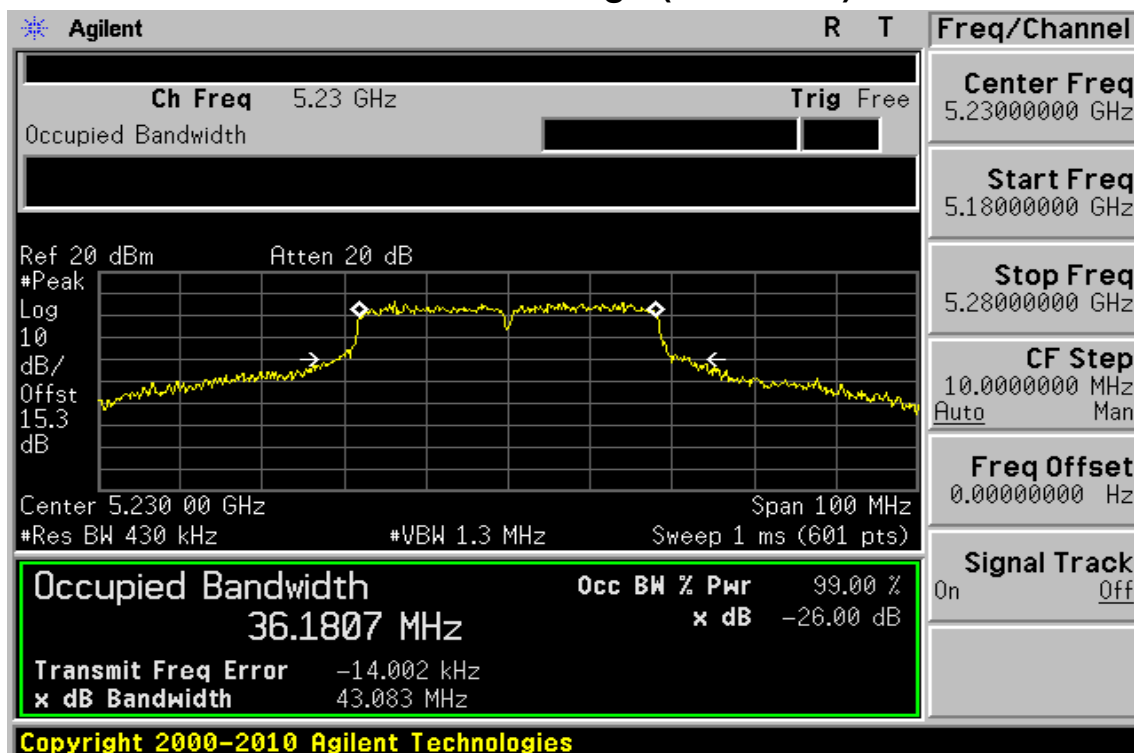 Agilent R T
Freq/Channel
Ch Freq 5.23 GHz Trig Free
Occupied Bandwidth
Center Freq
5.23000000 GHz
Start Freq
5.18000000 GHz
Stop Freq
5.28000000 GHz
CF Step
10.0000000 MHz
Auto Man
Freq Offset
0.00000000 Hz
Signal Track
On Off
Ref 20 dBm Atten 20 dB
#Peak
Log
10
dB/
Offst
15.3
dB
Center 5.230 00 GHz Span 100 MHz
#Res BW 430 kHz #VBW 1.3 MHz Sweep 1 ms (601 pts)
Occupied Bandwidth
36.1807 MHz
Occ BW % Pwr 99.00 %
x dB -26.00 dB
Transmit Freq Error -14.002 kHz
x dB Bandwidth 43.083 MHz
Copyright 2000-2010 Agilent Technologies